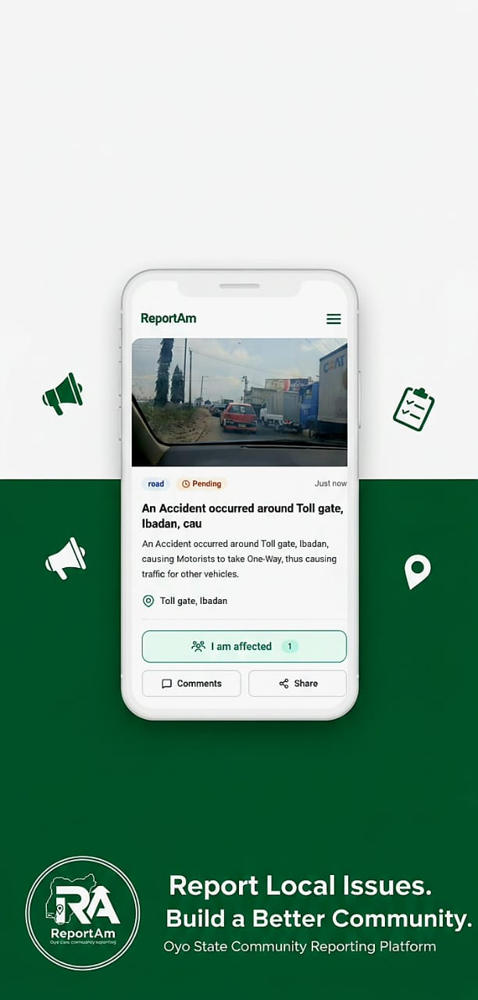 ReportAm
road
Pending
Just now
An Accident occurred around Toll gate,
Ibadan, cau
An Accident occurred around Toll gate, Ibadan,
causing Motorists to take One-Way, thus causing
traffic for other vehicles.
Toll gate, Ibadan
I am affected 1
Comments
Share
RA
ReportAm
Report Local Issues.
Build a Better Community.
Oyo State Community Reporting Platform